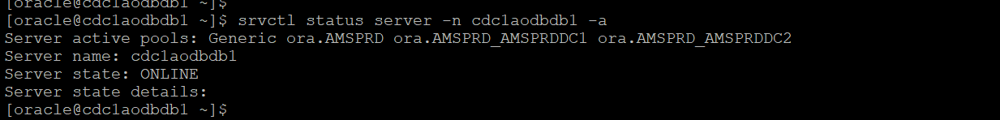 [oracle@cdc1aodbdb1 ~]$
[oracle@cdc1aodbdb1 ~]$ srvctl status server -n cdc1aodbdb1 -a
Server active pools: Generic ora.AMSPRD ora.AMSPRD_AMSPRDDC1 ora.AMSPRD_AMSPRDDC2
Server name: cdc1aodbdb1
Server state: ONLINE
Server state details:
[oracle@cdc1aodbdb1 ~]$